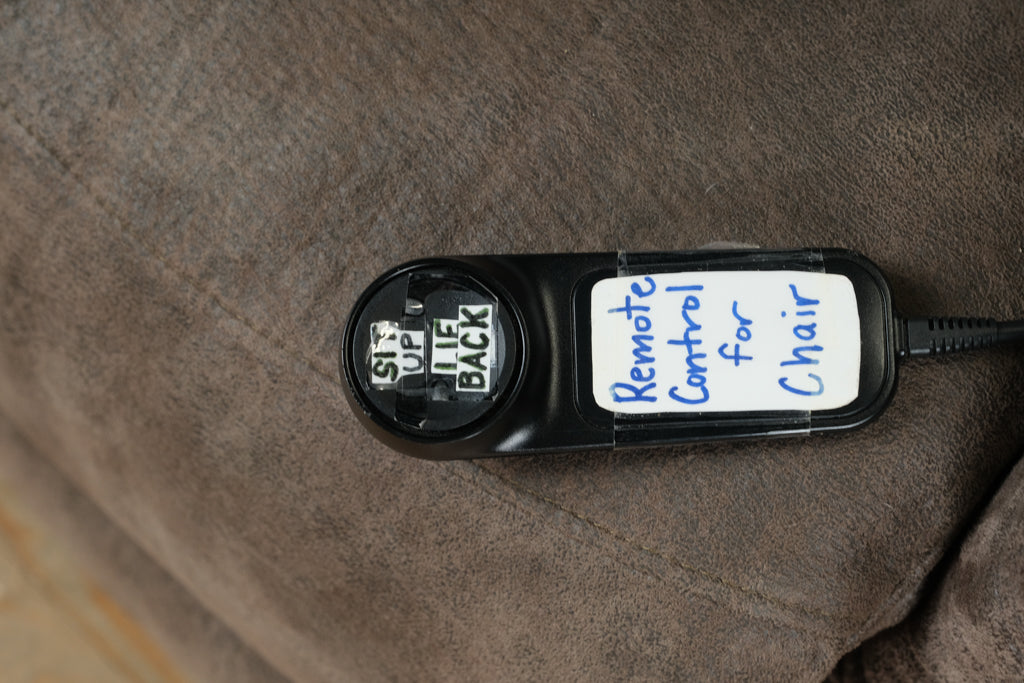 SIT
UP
LIE
BACK
Remote
Control
for
Chair